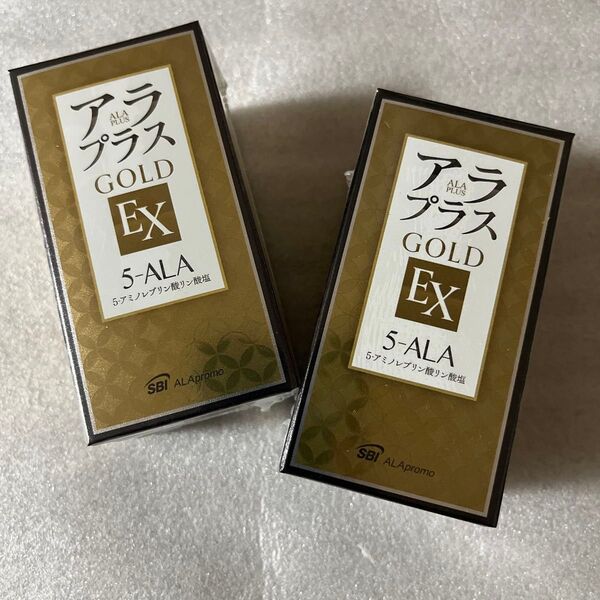 アラ
ALA
PLUS
プラス
GOLD
EX
5-ALA
5-アミノレブリン酸リン酸塩
SBI ALApromo
アラ
ALA
PLUS
プラス
GOLD
EX
5-ALA
5-アミノレブリン酸リン酸塩
SBI ALApromo